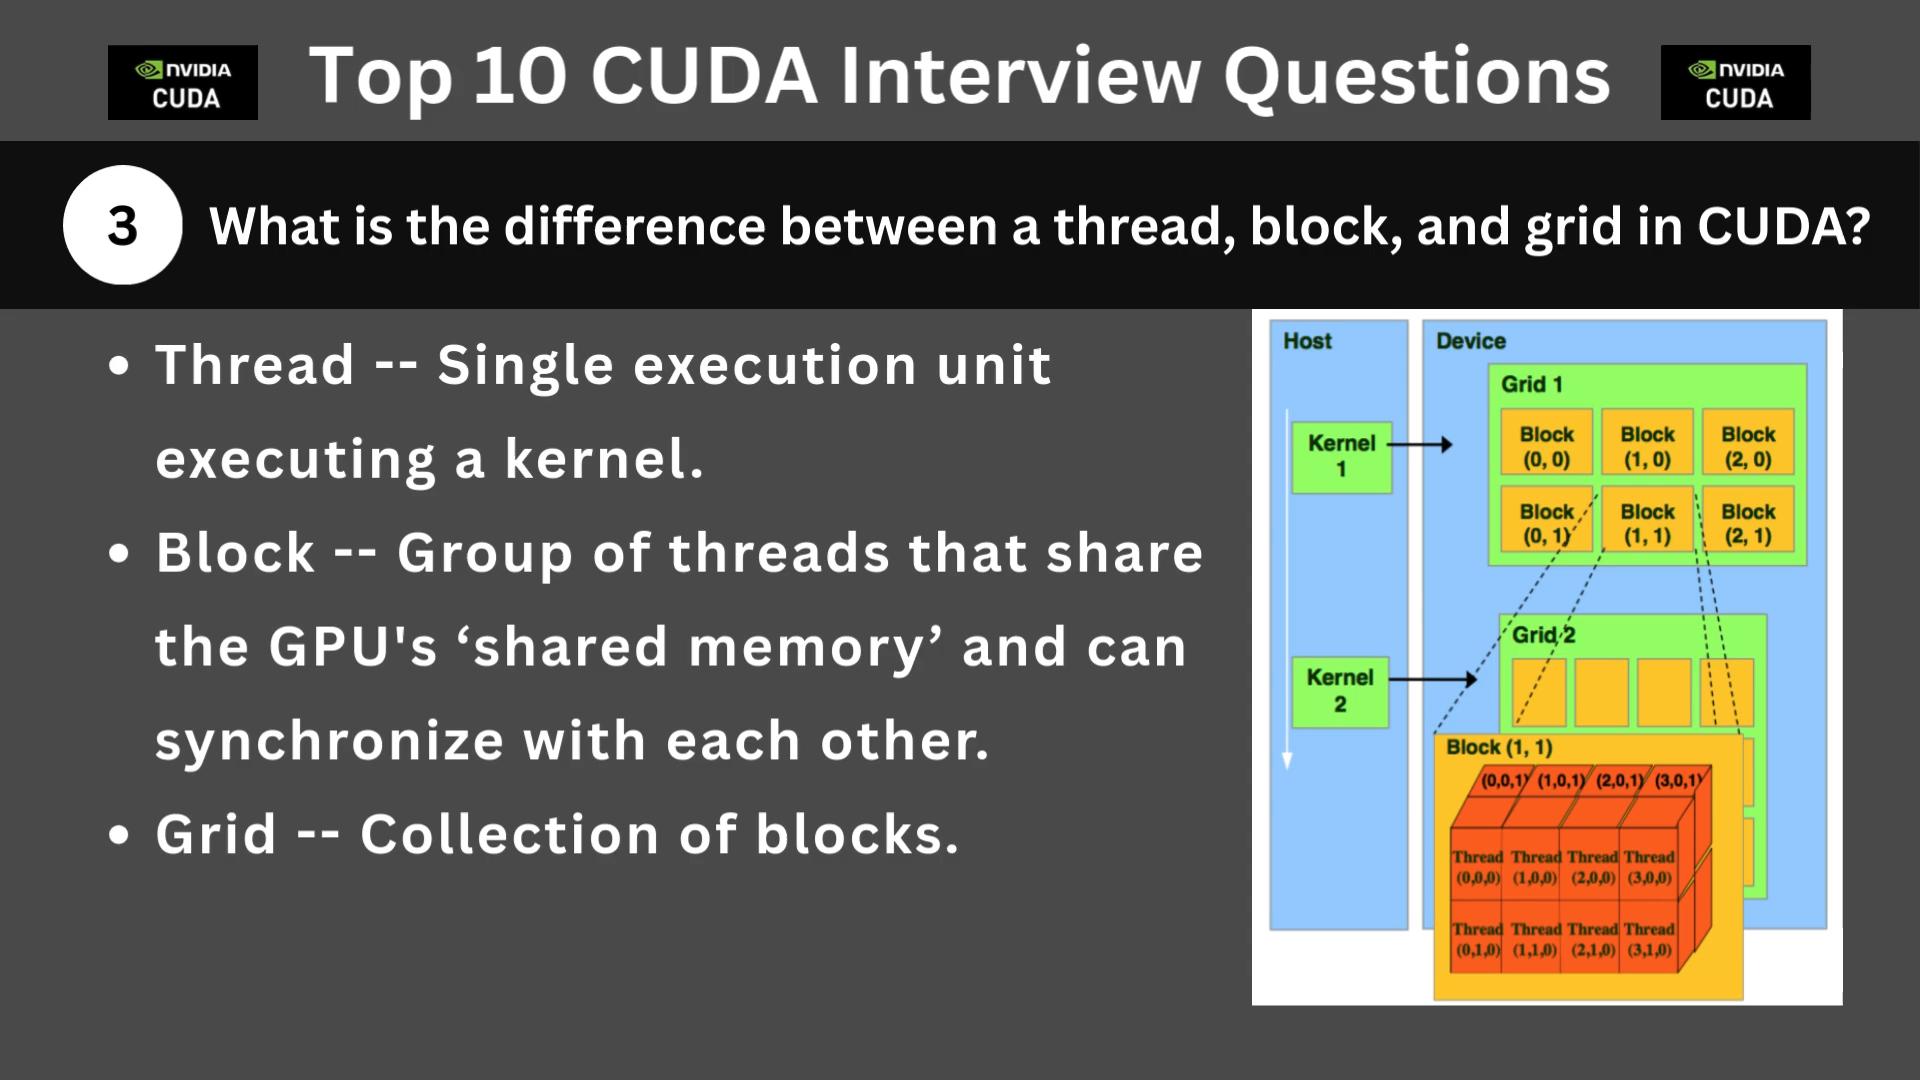 NVIDIA
CUDA
Top 10 CUDA Interview Questions
NVIDIA
CUDA
3
What is the difference between a thread, block, and grid in CUDA?
• Thread -- Single execution unit
executing a kernel.
• Block -- Group of threads that share
the GPU's ‘shared memory’ and can
synchronize with each other.
• Grid -- Collection of blocks.
Host
Device
Grid 1
Kernel
1
Block
(0, 0)
Block
(1, 0)
Block
(2, 0)
Block
(0, 1)
Block
(1, 1)
Block
(2, 1)
Grid 2
Kernel
2
Block (1, 1)
(0,0,1) (1,0,1) (2,0,1) (3,0,1)
Thread Thread Thread Thread
(0,0,0) (1,0,0) (2,0,0) (3,0,0)
Thread Thread Thread Thread
(0,1,0) (1,1,0) (2,1,0) (3,1,0)